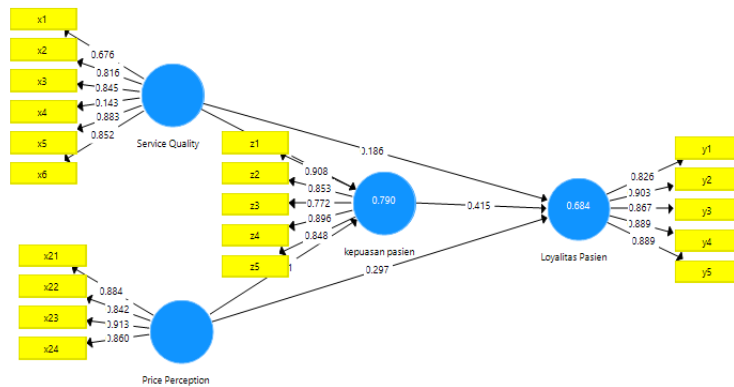 x1
x2
x3
x4
x5
x6
0.676
0.816
0.845
0.143
0.883
0.852
Service Quality
z1
z2
z3
z4
z5
0.908
0.853
0.772
0.896
0.848
0.790
kepuasan pasien
0.186
0.415
0.297
0.684
Loyalitas Pasien
0.826
0.903
0.867
0.889
0.889
y1
y2
y3
y4
y5
x21
x22
x23
x24
0.884
0.842
0.913
0.860
Price Perception